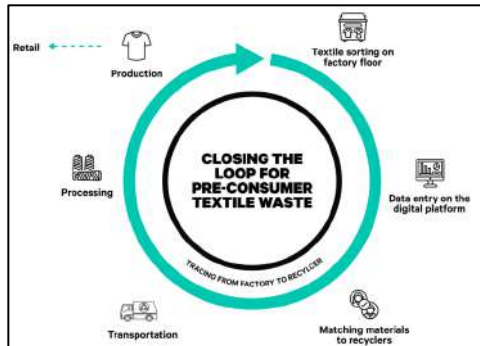 Retail
Production
Textile sorting on
factory floor
Processing
CLOSING THE
LOOP FOR
PRE-CONSUMER
TEXTILE WASTE
Data entry on the
digital platform
TRACING FROM FACTORY TO RECYLCER
Transportation
Matching materials
to recyclers